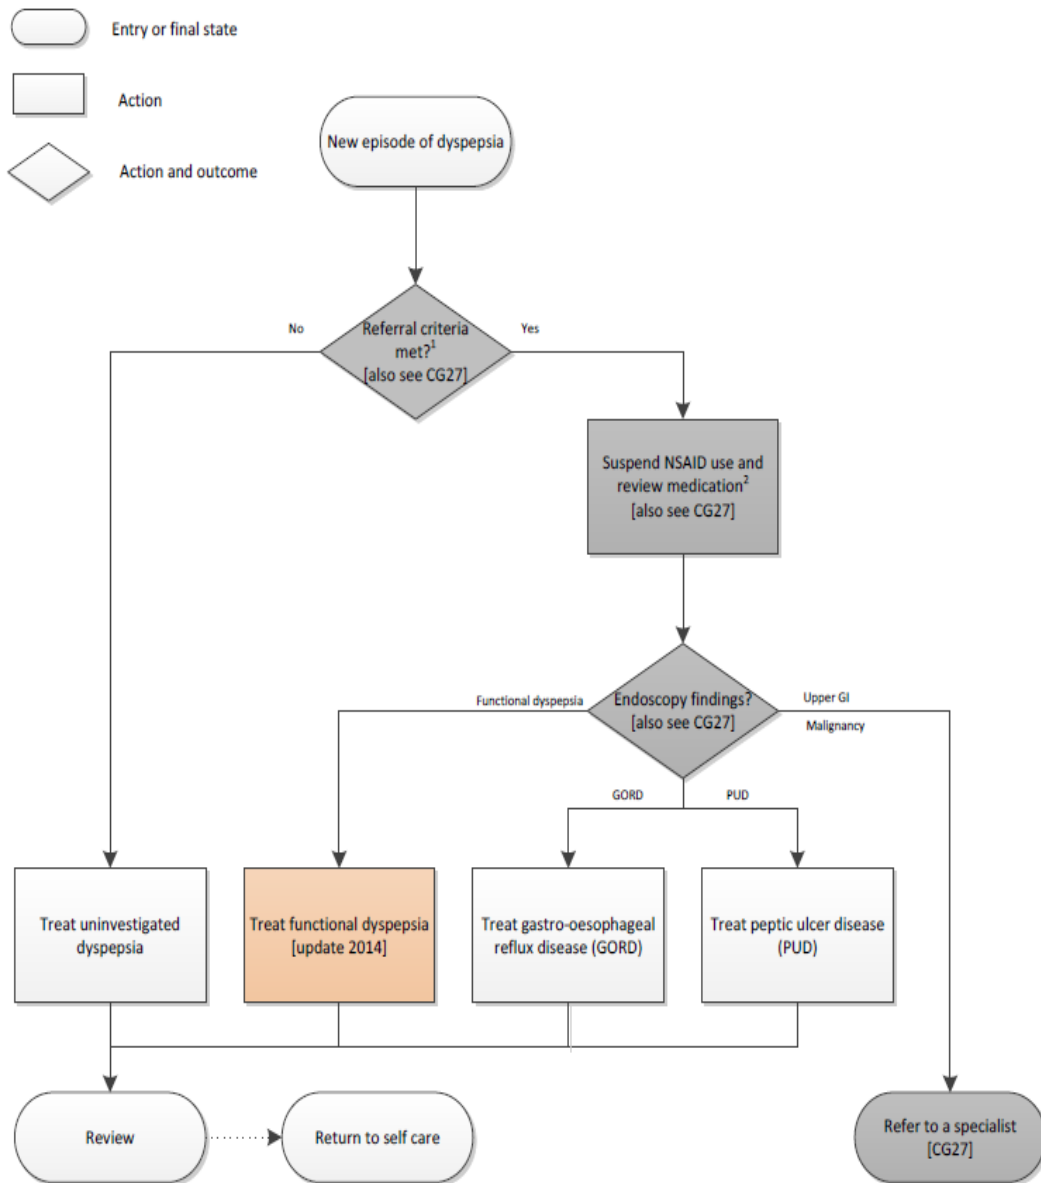 Entry or final state
Action
Action and outcome
New episode of dyspepsia
No
Referral criteria
met?¹
[also see CG27]
Yes
Suspend NSAID use and
review medication²
[also see CG27]
Functional dyspepsia
Endoscopy findings?
[also see CG27]
Upper GI
Malignancy
GORD
PUD
Treat uninvestigated
dyspepsia
Treat functional dyspepsia
[update 2014]
Treat gastro-oesophageal
reflux disease (GORD)
Treat peptic ulcer disease
(PUD)
Review
Return to self care
Refer to a specialist
[CG27]